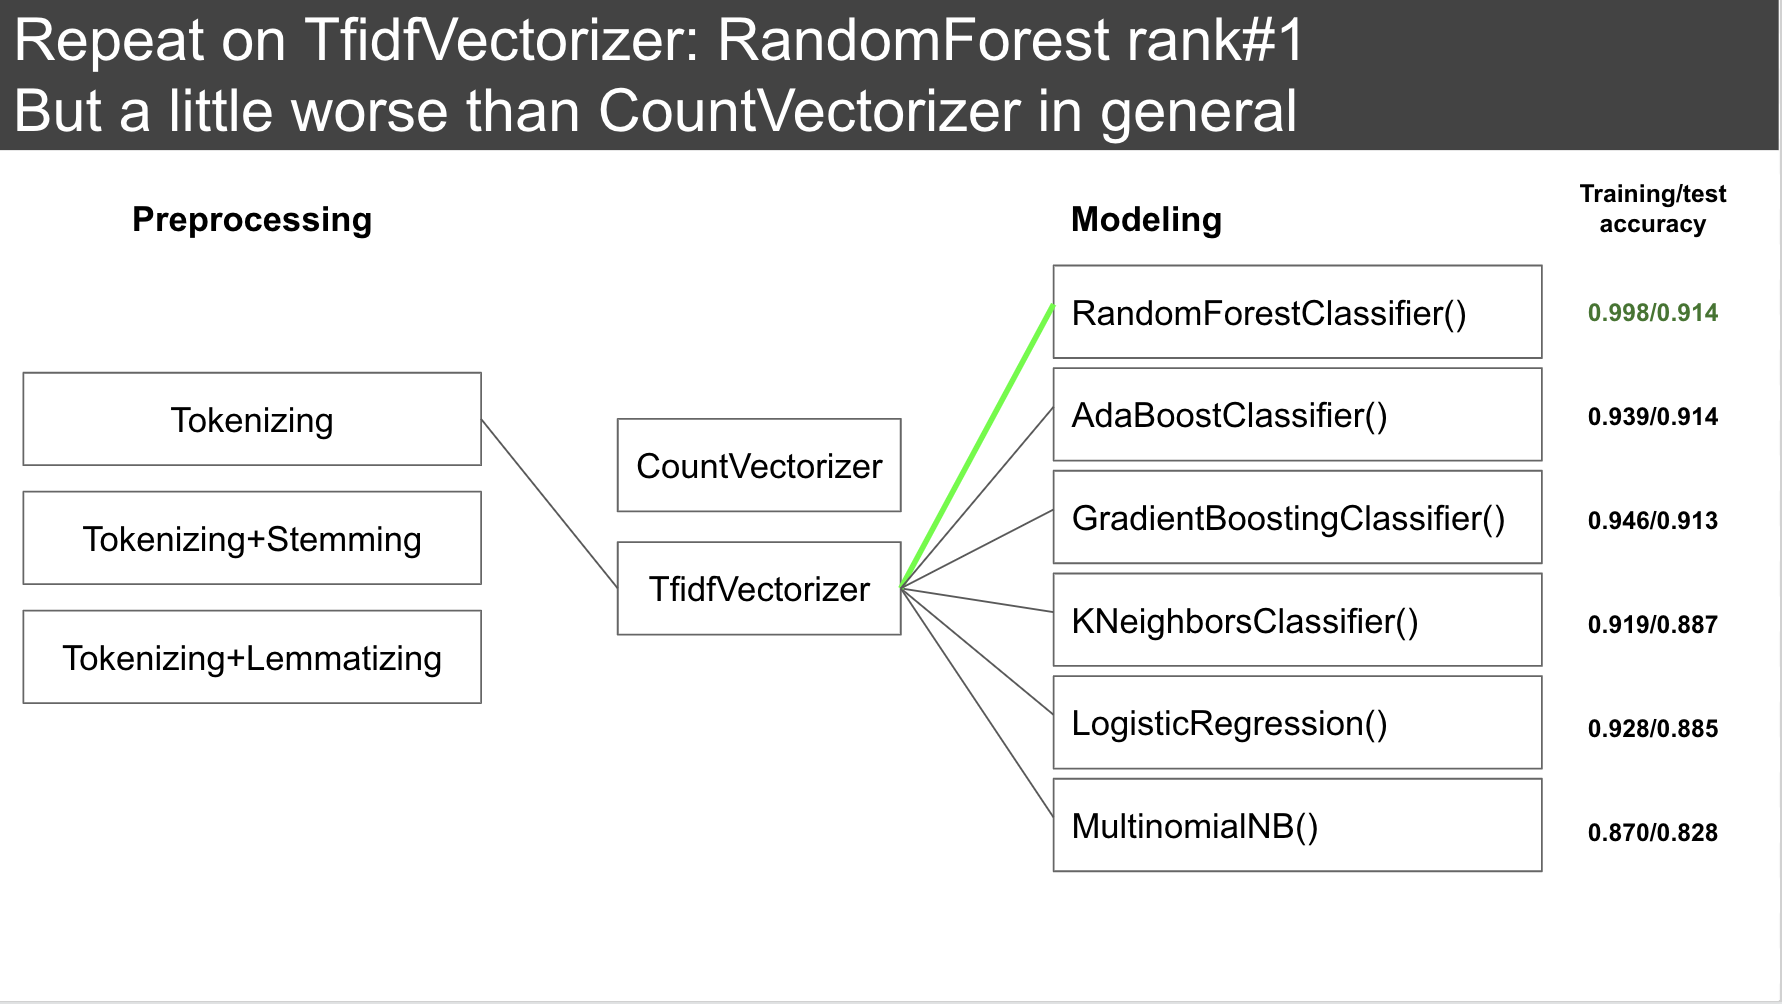 Repeat on TfidfVectorizer: RandomForest rank#1
But a little worse than CountVectorizer in general
Preprocessing
Modeling
Training/test
accuracy
Tokenizing
Tokenizing+Stemming
Tokenizing+Lemmatizing
CountVectorizer
TfidfVectorizer
RandomForestClassifier()
0.998/0.914
AdaBoostClassifier()
0.939/0.914
GradientBoostingClassifier()
0.946/0.913
KNeighborsClassifier()
0.919/0.887
LogisticRegression()
0.928/0.885
MultinomialNB()
0.870/0.828